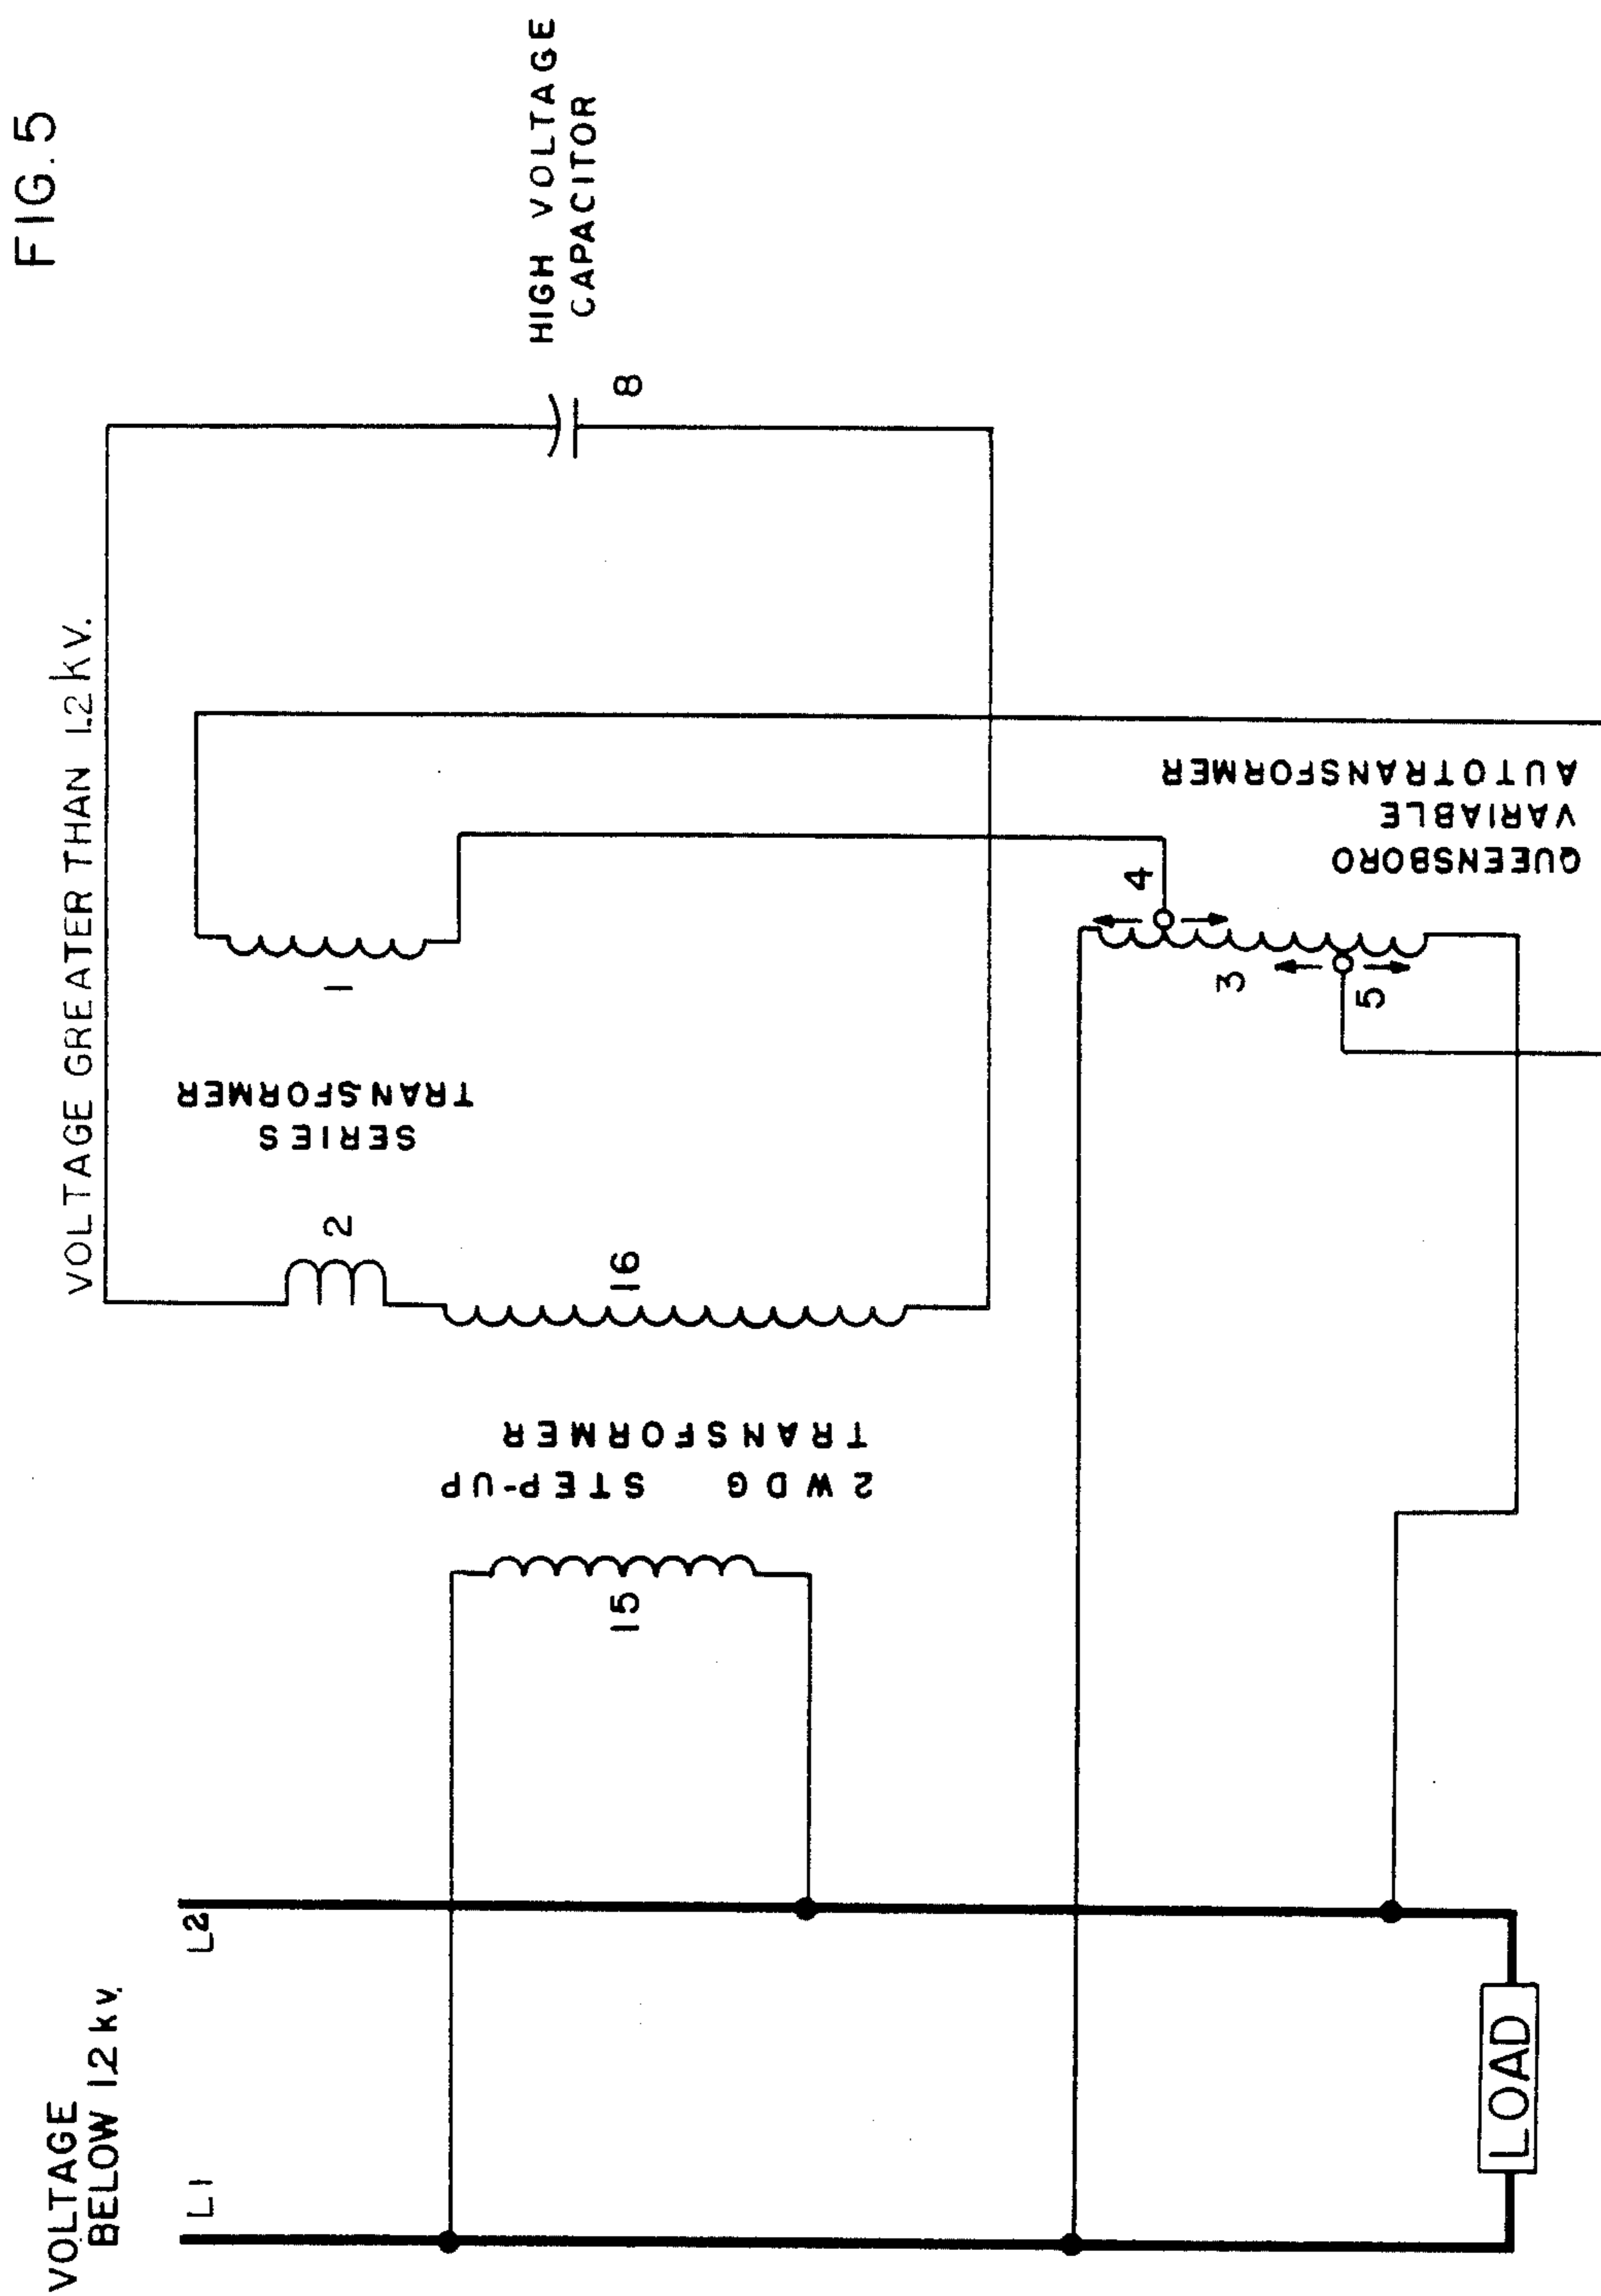 FIG. 5
VOLTAGE GREATER THAN 1.2 kV.
HIGH VOLTAGE
CAPACITOR
8
1
SERIES
TRANSFORMER
2
16
2 WDG STEP-UP
TRANSFORMER
15
4
3
5
QUEENSBORO
VARIABLE
AUTOTRANSFORMER
VOLTAGE
BELOW 1.2 kv.
L1
L2
LOAD